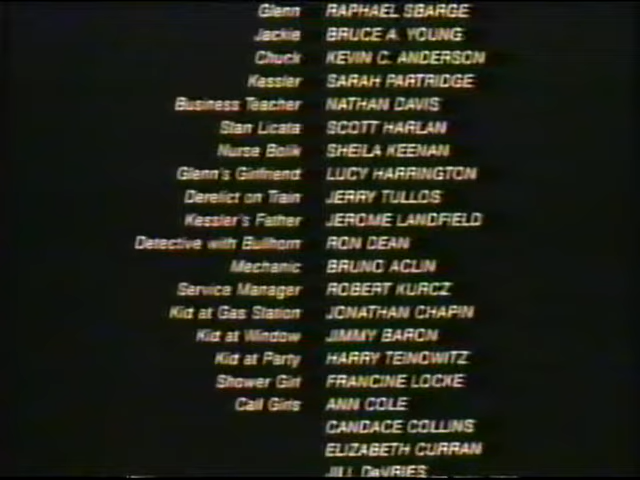 Glenn RAPHAEL SBARGE
Jackie BRUCE A. YOUNG
Chuck KEVIN C. ANDERSON
Kessler SARAH PARTRIDGE
Business Teacher NATHAN DAVIS
Stan Licata SCOTT HARLAN
Nurse Bolik SHEILA KEENAN
Glenn's Girlfriend LUCY HARRINGTON
Derelict on Train JERRY TULLOS
Kessler's Father JEROME LANDFIELD
Detective with Bullhorn RON DEAN
Mechanic BRUNO ACLIN
Service Manager ROBERT KURCZ
Kid at Gas Station JONATHAN CHAPIN
Kid at Window JIMMY BARON
Kid at Party HARRY TEINOWITZ
Shower Girl FRANCINE LOCKE
Call Girls ANN COLE
CANDACE COLLINS
ELIZABETH CURRAN
JILL DeVRIES